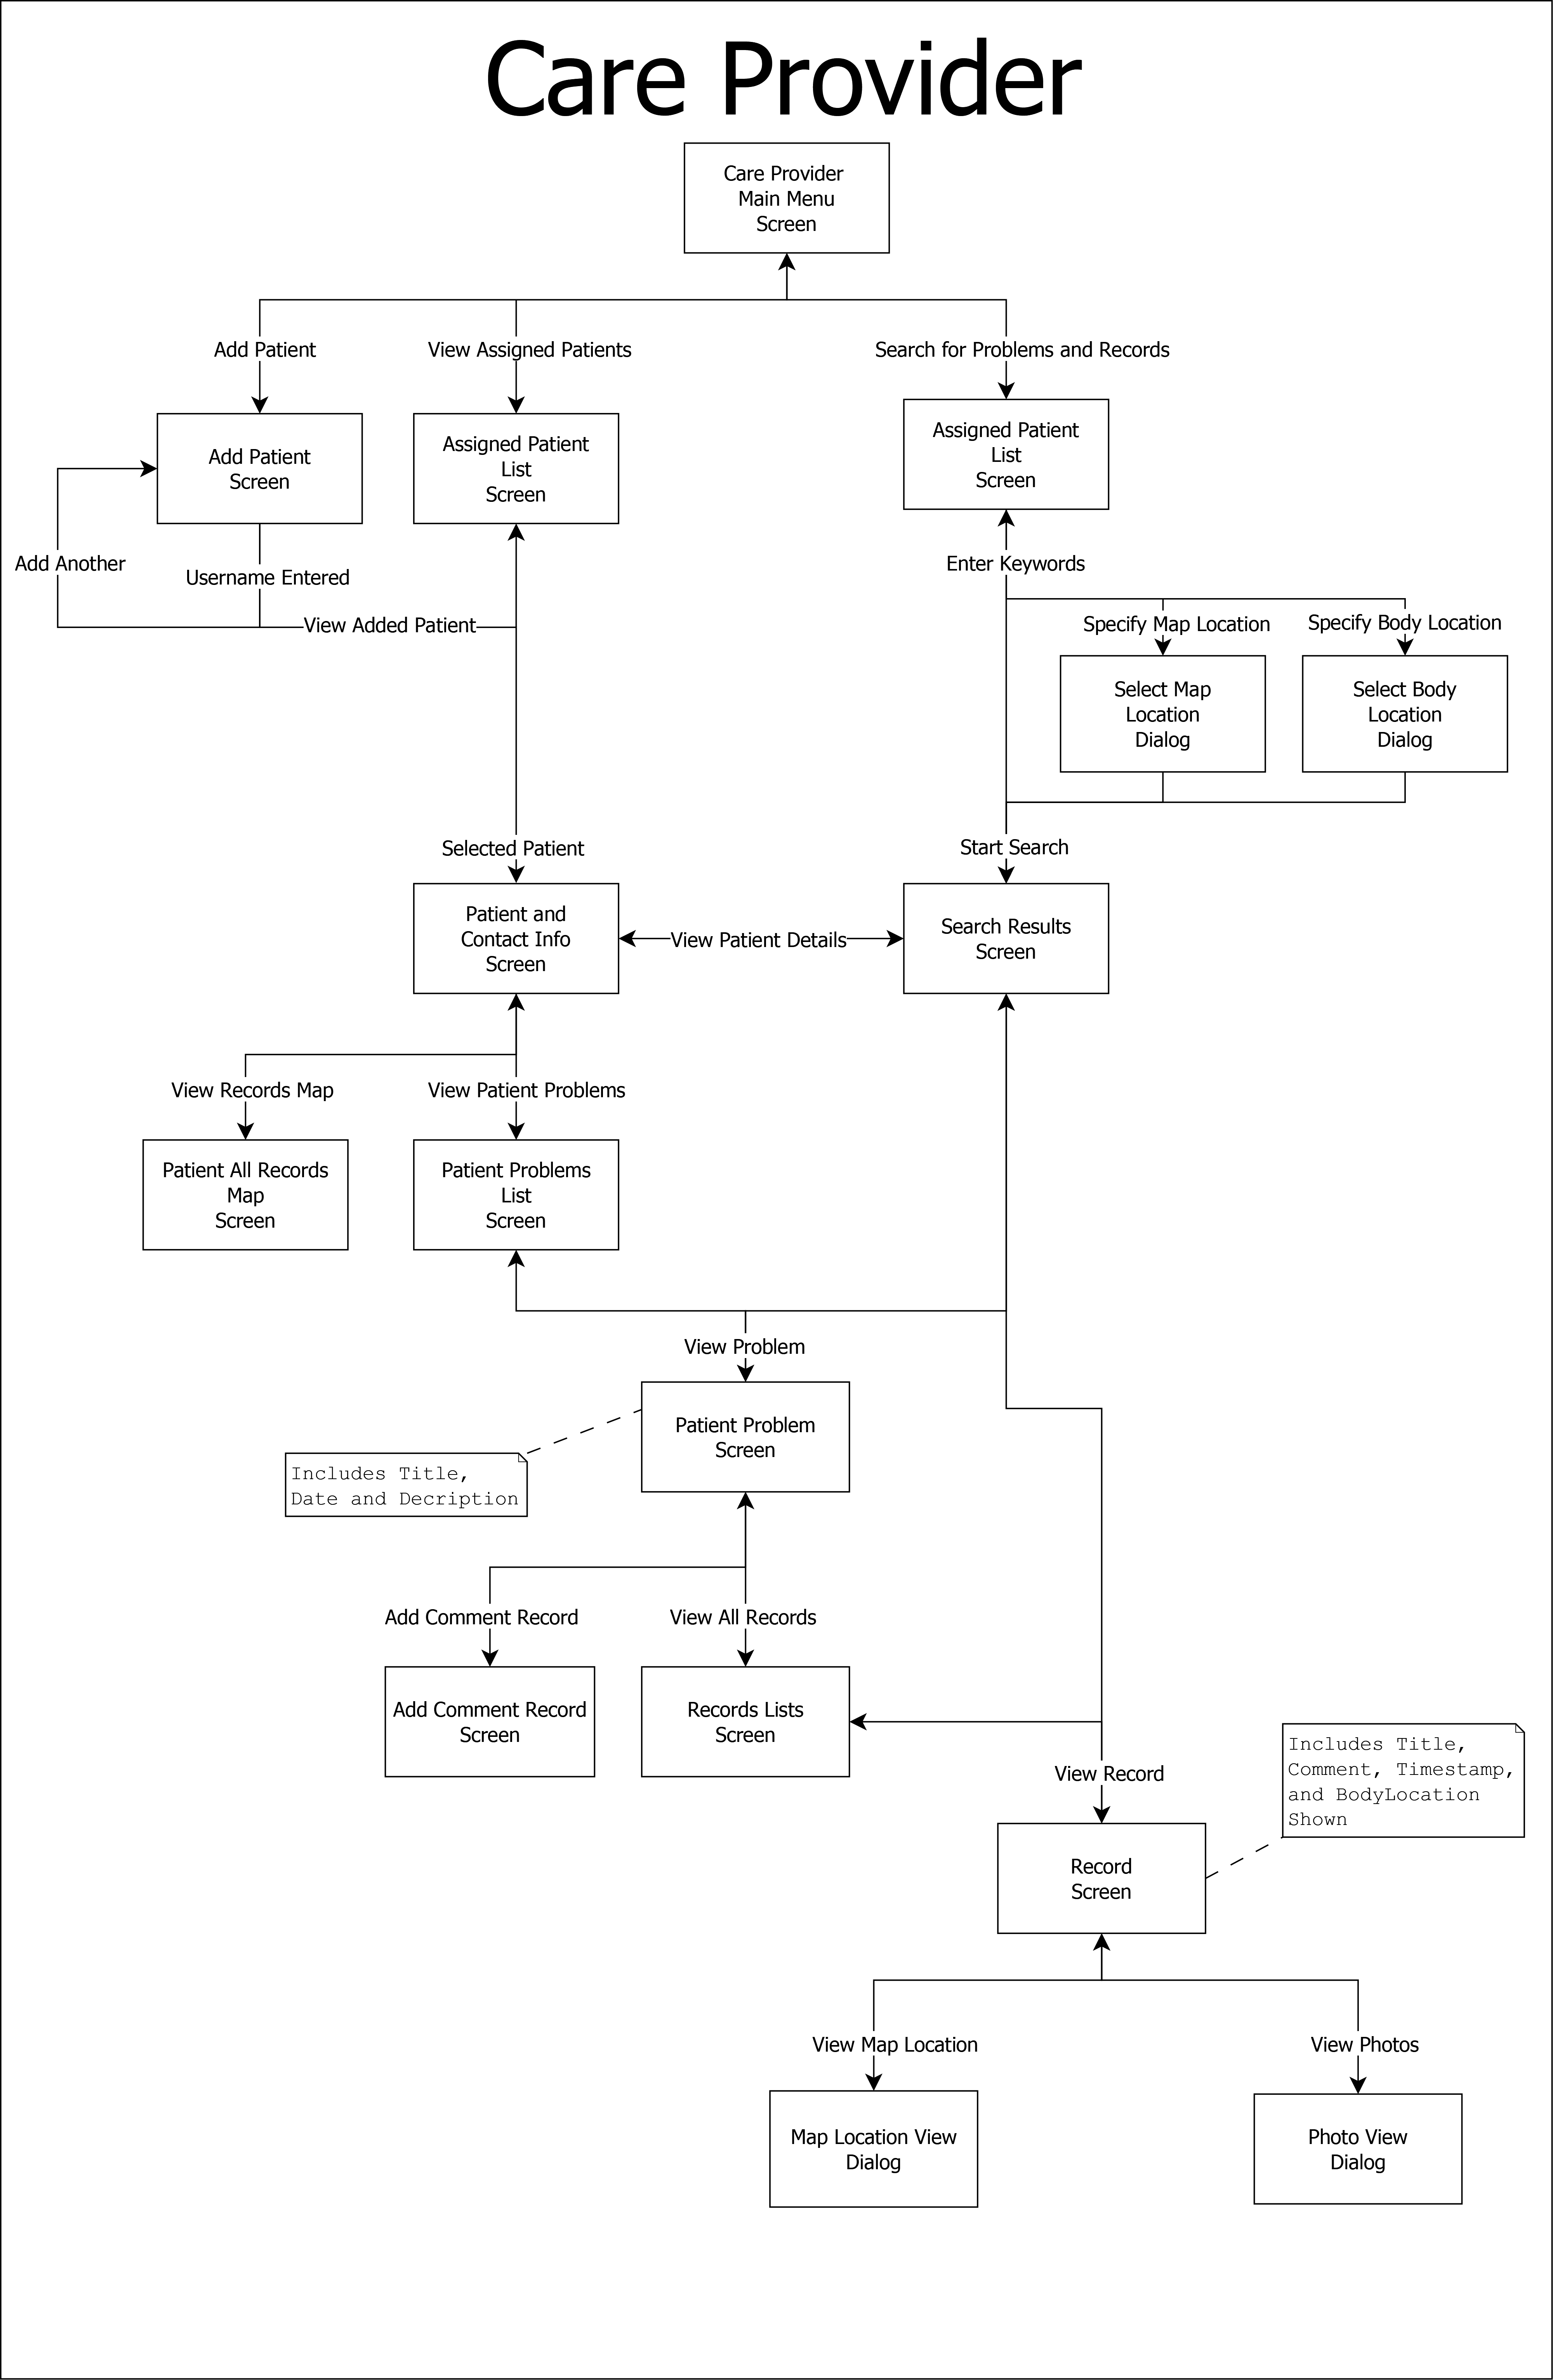 Care Provider
Care Provider
Main Menu
Screen
Add Patient
View Assigned Patients
Search for Problems and Records
Add Patient
Screen
Assigned Patient
List
Screen
Assigned Patient
List
Screen
Add Another
Username Entered
Enter Keywords
View Added Patient
Specify Map Location
Specify Body Location
Select Map
Location
Dialog
Select Body
Location
Dialog
Selected Patient
Start Search
Patient and
Contact Info
Screen
View Patient Details
Search Results
Screen
View Records Map
View Patient Problems
Patient All Records
Map
Screen
Patient Problems
List
Screen
View Problem
Patient Problem
Screen
Includes Title,
Date and Decription
Add Comment Record
View All Records
Add Comment Record
Screen
Records Lists
Screen
View Record
Includes Title,
Comment, Timestamp,
and BodyLocation
Shown
Record
Screen
View Map Location
View Photos
Map Location View
Dialog
Photo View
Dialog